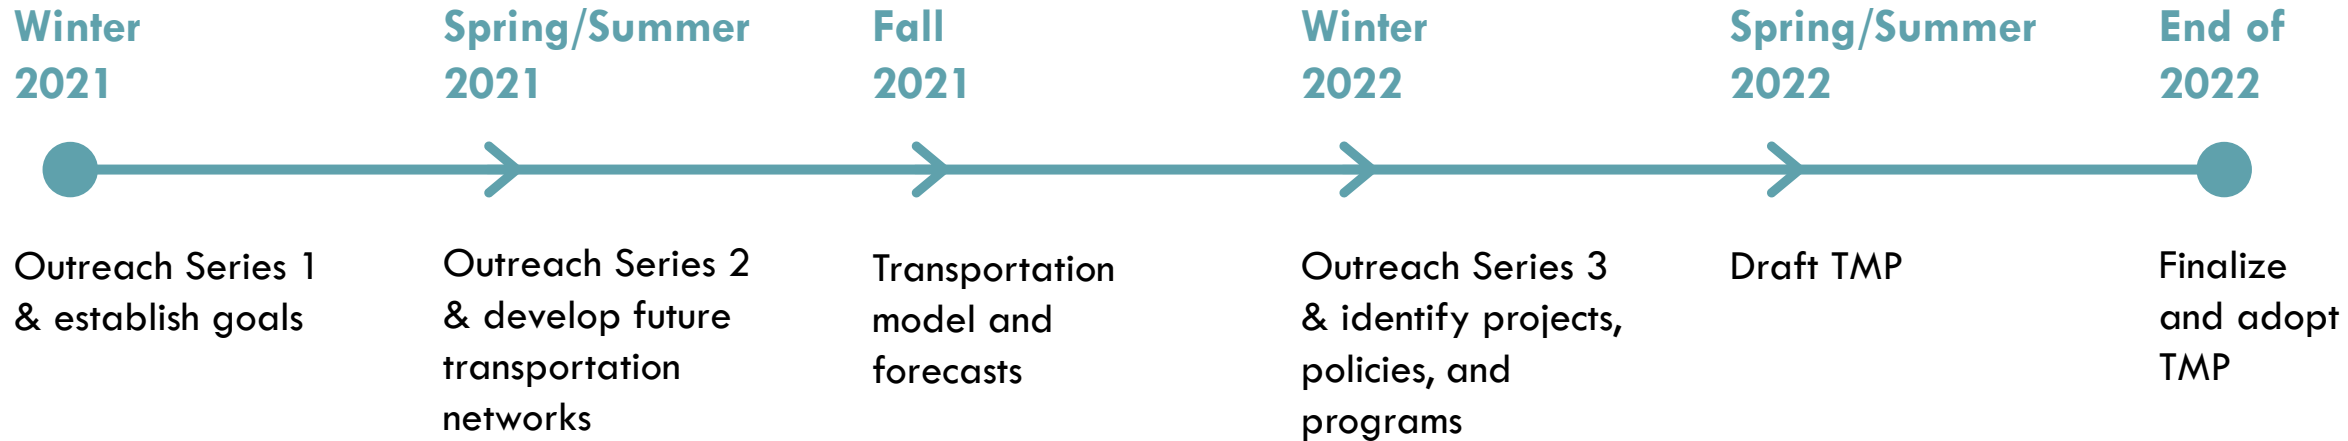 Winter
2021
Spring/Summer
2021
Fall
2021
Winter
2022
Spring/Summer
2022
End of
2022
Outreach Series 1
& establish goals
Outreach Series 2
& develop future
transportation
networks
Transportation
model and
forecasts
Outreach Series 3
& identify projects,
policies, and
programs
Draft TMP
Finalize
and adopt
TMP